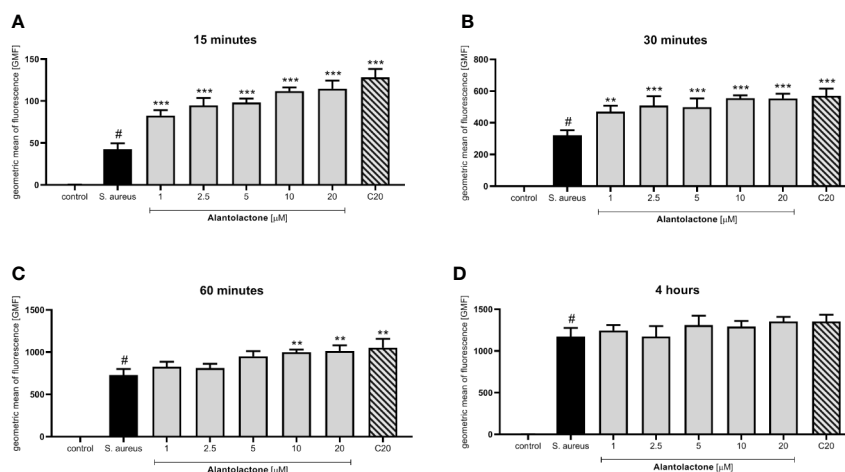 A
15 minutes
geometric mean of fluorescence [GMF]
150
100
50
0
#
***
***
***
***
***
***
control
S. aureus
1
2.5
5
10
20
C20
Alantolactone [µM]
B
30 minutes
geometric mean of fluorescence [GMF]
800
600
400
200
0
#
**
***
***
***
***
***
control
S. aureus
1
2.5
5
10
20
C20
Alantolactone [µM]
C
60 minutes
geometric mean of fluorescence [GMF]
1500
1000
500
0
#
**
**
**
control
S. aureus
1
2.5
5
10
20
C20
Alantolactone [µM]
D
4 hours
geometric mean of fluorescence [GMF]
1500
1000
500
0
#
control
S. aureus
1
2.5
5
10
20
C20
Alantolactone [µM]